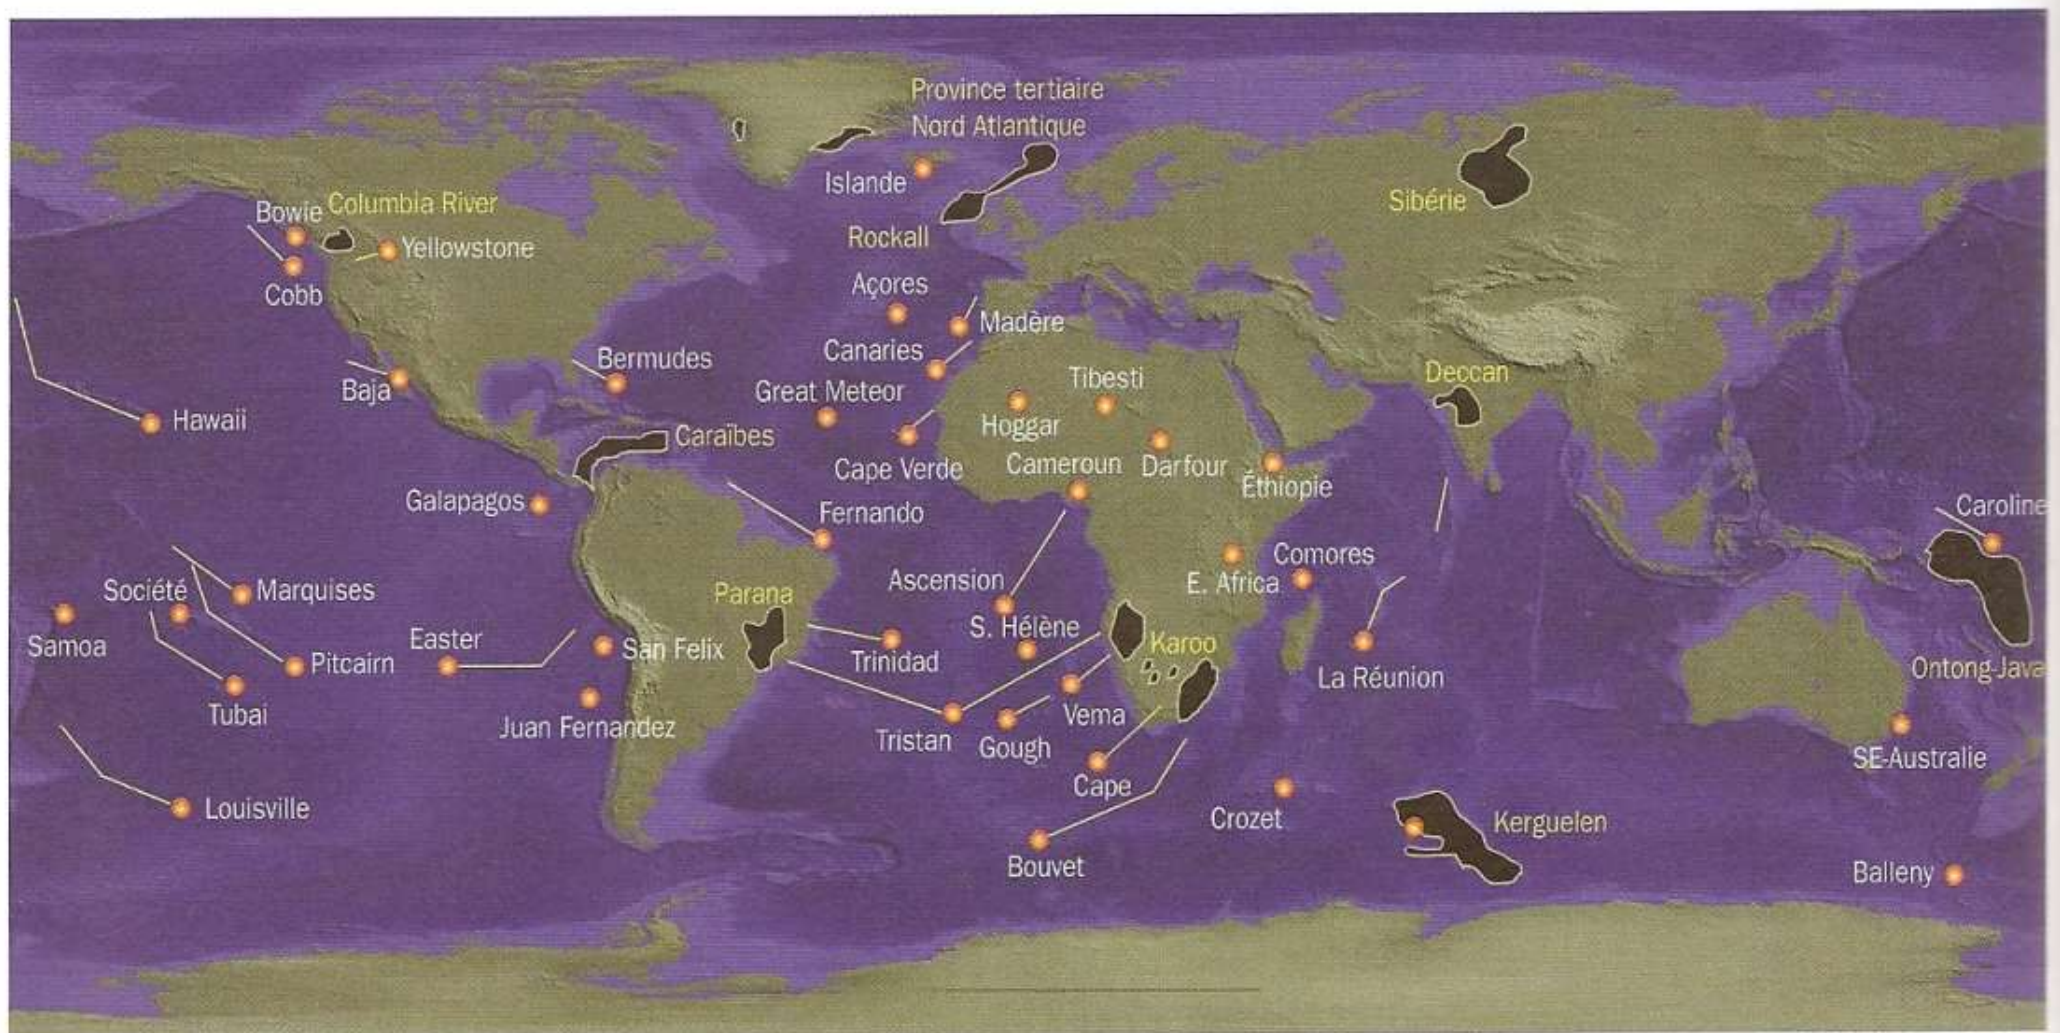 Province tertiaire
Nord Atlantique
Islande
Sibérie
Bowie
Columbia River
Rockall
Yellowstone
Cobb
Açores
Madère
Canaries
Bermudes
Baja
Great Meteor
Tibesti
Deccan
Hawaii
Caraïbes
Hoggar
Cape Verde
Cameroun
Darfour
Éthiopie
Galapagos
Fernando
Caroline
Comores
Ascension
E. Africa
Société
Marquises
Parana
S. Hélène
Samoa
Easter
San Felix
Karoo
Pitcairn
Trinidad
La Réunion
Ontong-Java
Tubai
Juan Fernandez
Vema
Tristan
Gough
SE-Australie
Cape
Louisville
Crozet
Kerguelen
Bouvet
Balleny